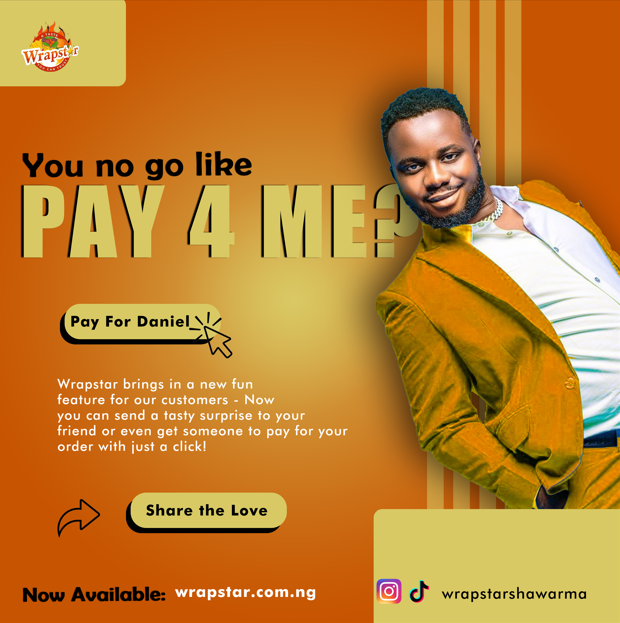 Wrapstar
You no go like
PAY 4 ME?
Pay For Daniel
Wrapstar brings in a new fun
feature for our customers - Now
you can send a tasty surprise to your
friend or even get someone to pay for your
order with just a click!
Share the Love
Now Available: wrapstar.com.ng
wrapstarshawarma